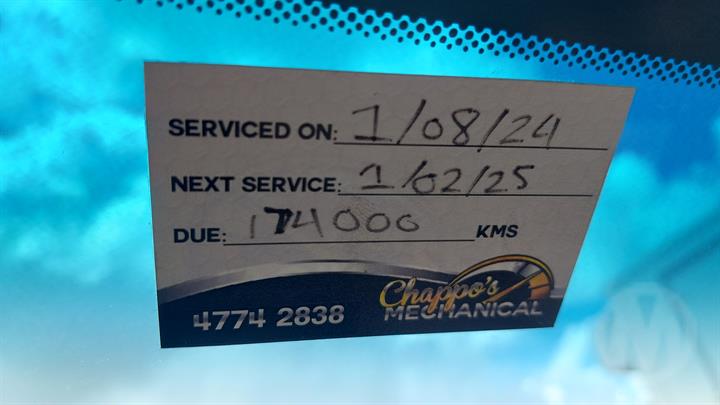 SERVICED ON: 1/08/24
NEXT SERVICE: 1/02/25
DUE: 174000 KMS
4774 2838 Chappo's
MECHANICAL